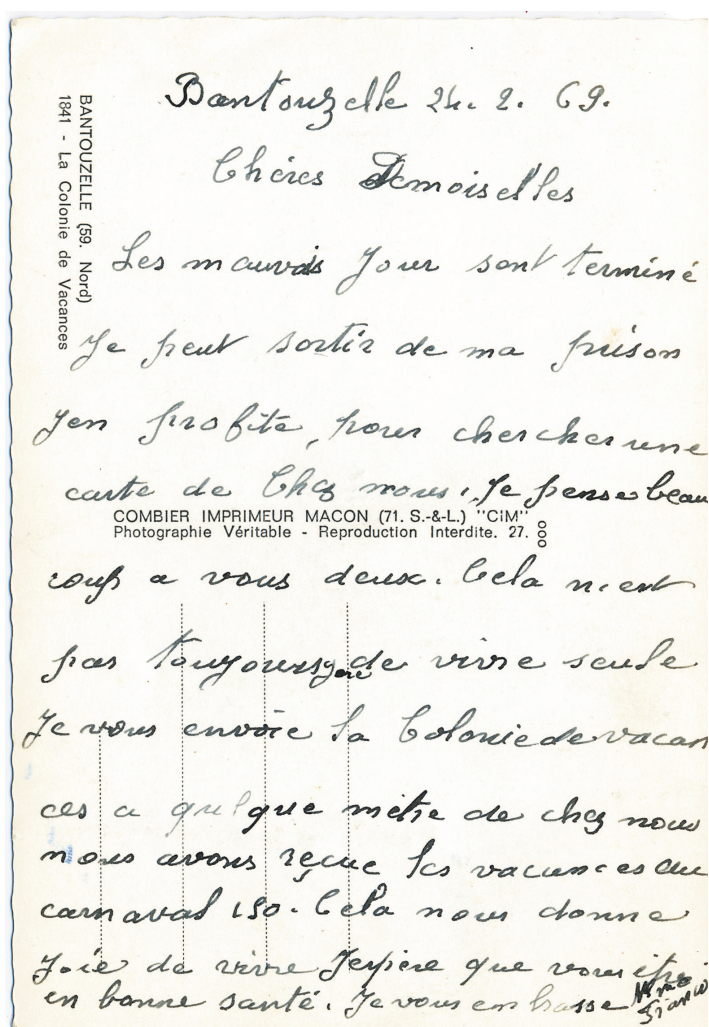 Bantouzelle 24. 2. 69.
Chéres Demoiselles
Les mauvais Jour sont terminé
Je peut sortir de ma prison
J'en profite, pour chercher une
carte de Chez nous. Je pense beau
coup a vous deux. Cela n'est
pas toujours gai de vivre seule
Je vous envoie la Colonie de vacan
ces a quelque mètre de chez nous
nous avons reçue les vacances du
carnaval 150. Cela nous donne
Joie de vivre J'espère que vous
en bonne santé. Je vous embrasse Mme
BANTOUZELLE (59. Nord)
1841 - La Colonie de Vacances
COMBIER IMPRIMEUR MACON (71. S.-&-L.) "CiM"
Photographie Véritable - Reproduction Interdite. 27.